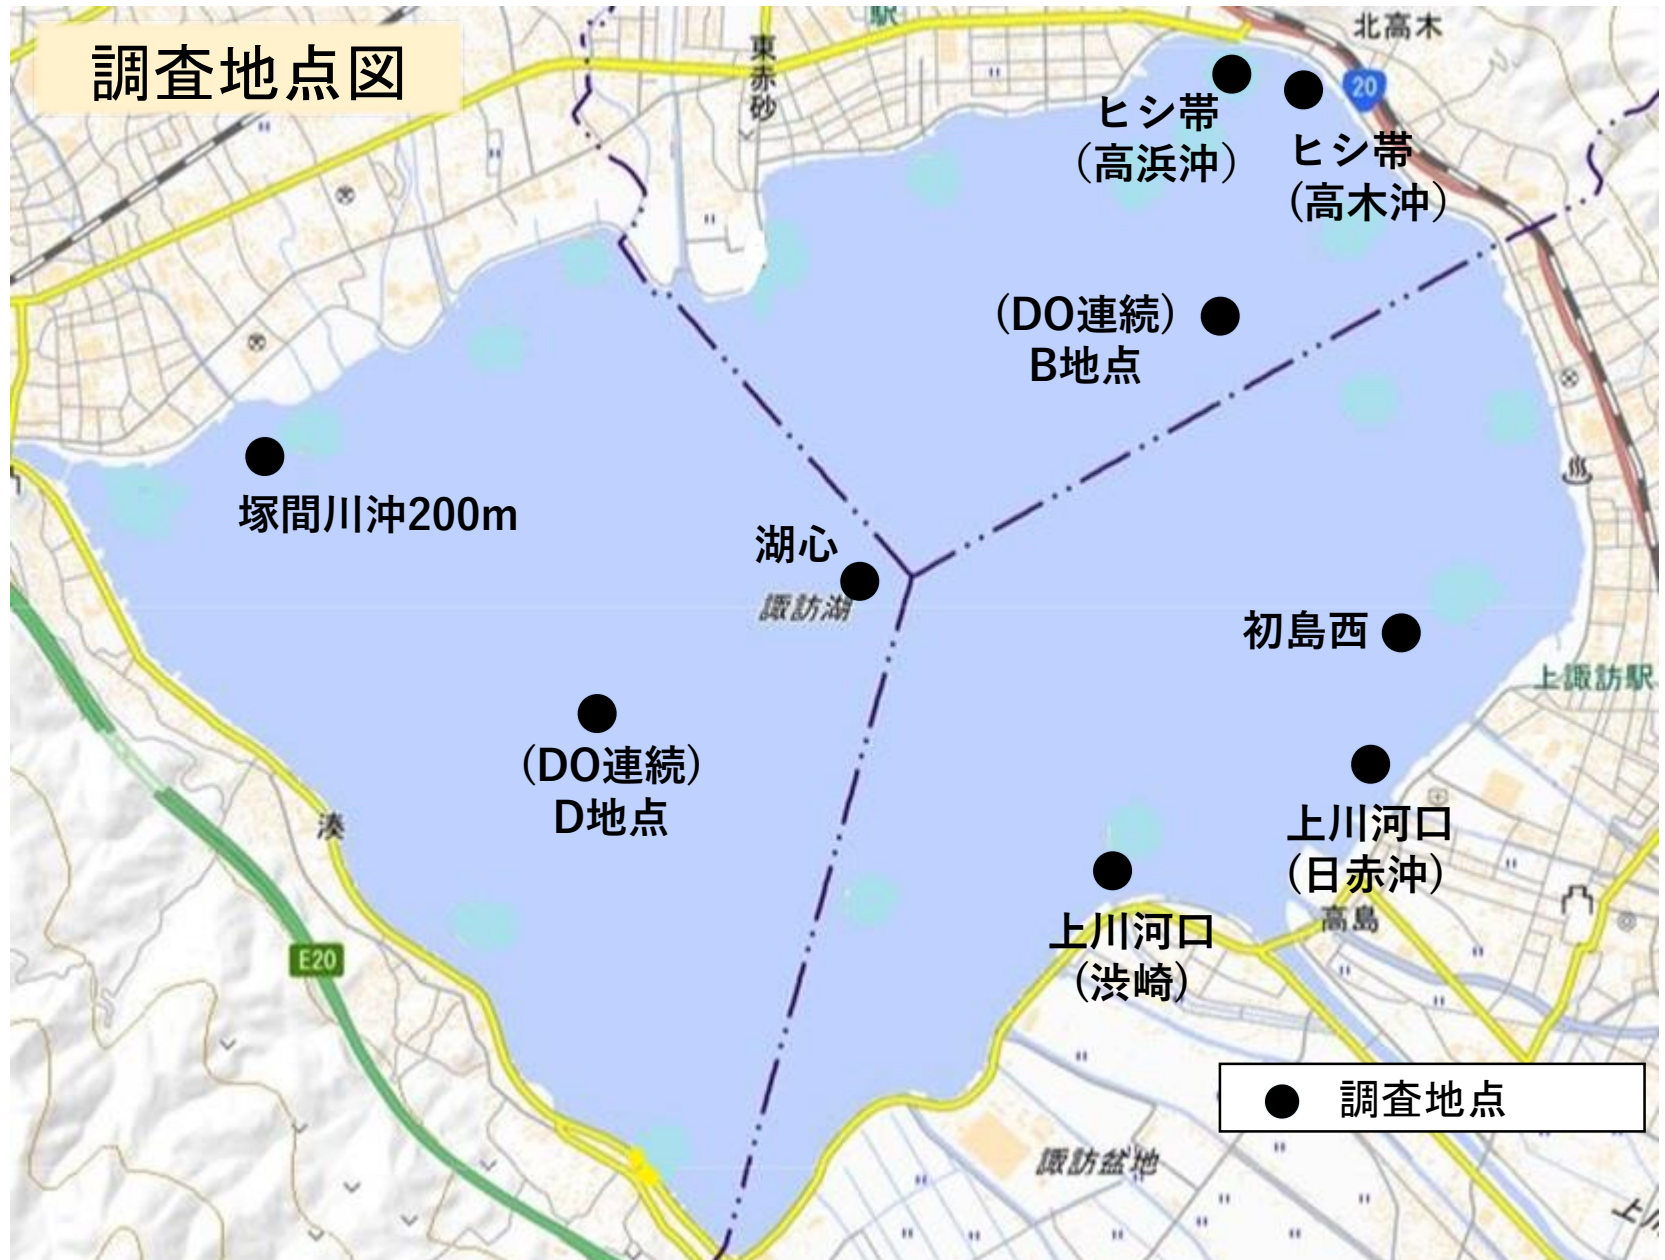 調査地点図
駅
東赤砂
北高木
20
ヒシ帯
（高浜沖）
ヒシ帯
（高木沖）
（DO連続）
B地点
塚間川沖200m
湖心
諏訪湖
初島西
上諏訪駅
（DO連続）
D地点
湊
上川河口
（日赤沖）
高島
上川河口
（渋崎）
E20
調査地点
諏訪盆地
上川